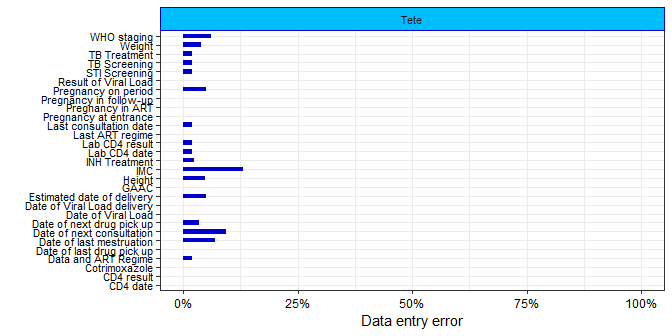 Tete
WHO staging
Weight
TB Treatment
TB Screening
STI Screening
Result of Viral Load
Pregnancy on period
Pregnancy in follow-up
Pregnancy in ART
Pregnancy at entrance
Last consultation date
Last ART regime
Lab CD4 result
Lab CD4 date
INH Treatment
IMC
Height
GAAC
Estimated date of delivery
Date of Viral Load delivery
Date of Viral Load
Date of next drug pick up
Date of next consultation
Date of last mestruation
Date of last drug pick up
Data and ART Regime
Cotrimoxazole
CD4 result
CD4 date
0% 25% 50% 75% 100%
Data entry error